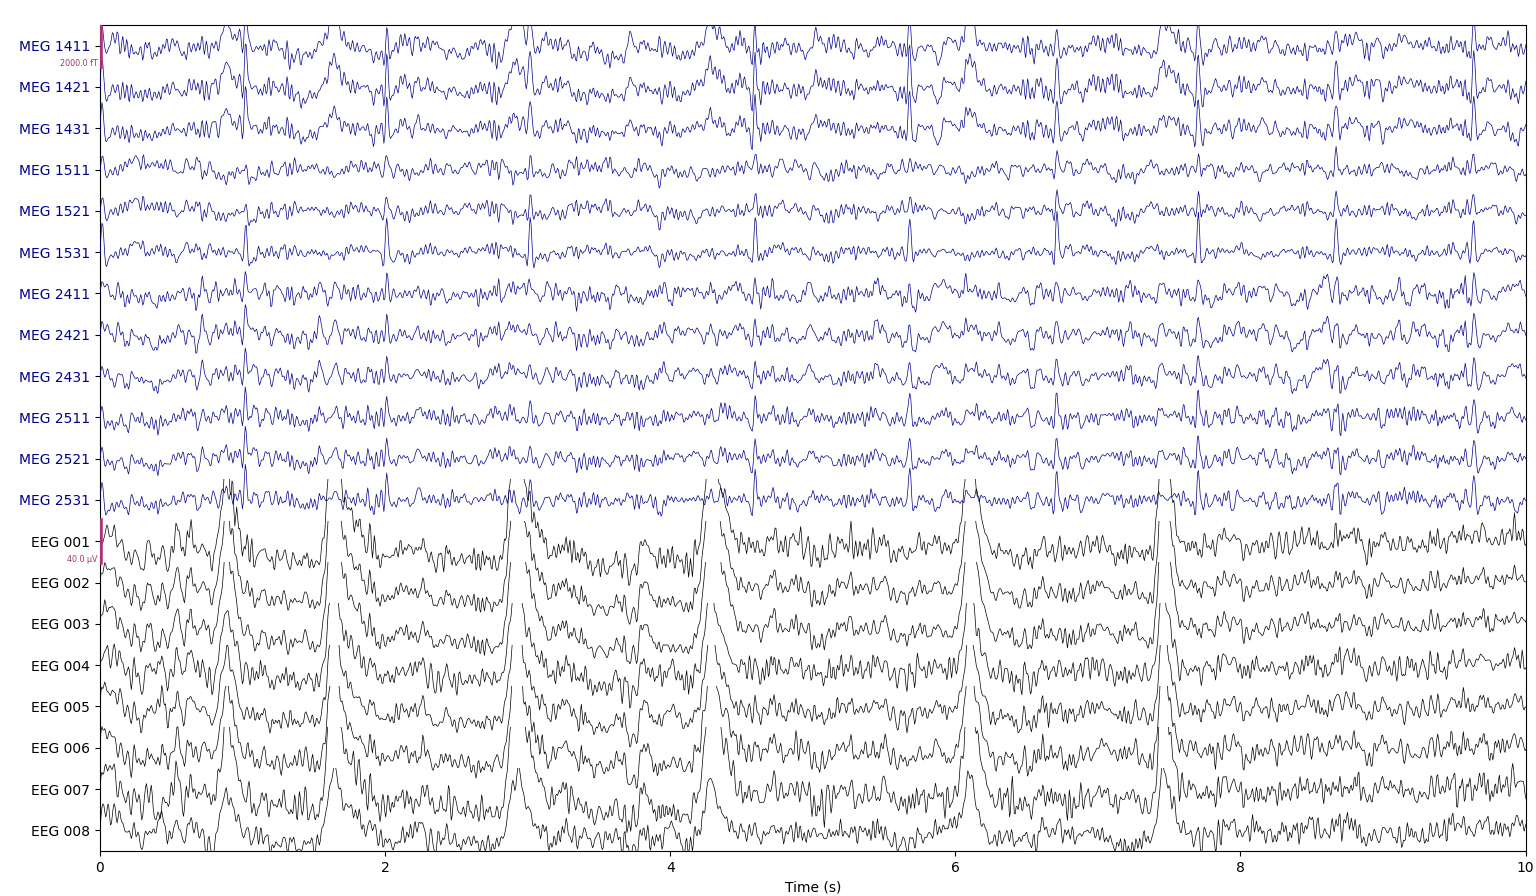 MEG 1411
2000.0 fT
MEG 1421
MEG 1431
MEG 1511
MEG 1521
MEG 1531
MEG 2411
MEG 2421
MEG 2431
MEG 2511
MEG 2521
MEG 2531
EEG 001
40.0 µV
EEG 002
EEG 003
EEG 004
EEG 005
EEG 006
EEG 007
EEG 008
0 2 4 6 8 10
Time (s)